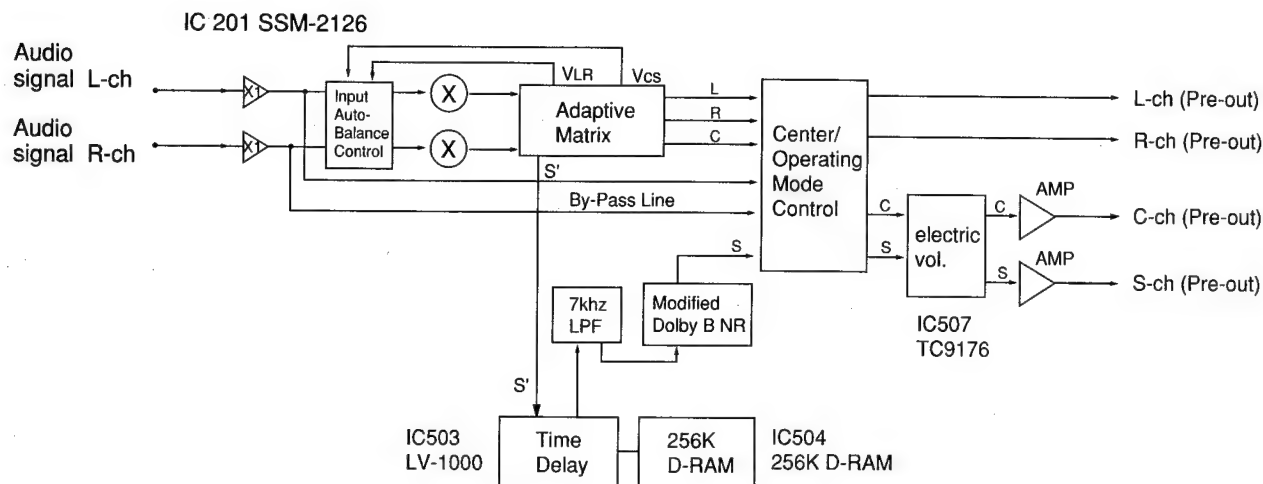 IC 201 SSM-2126
Audio
signal L-ch
Audio
signal R-ch
X1
X1
Input
Auto-
Balance
Control
X
X
VLR
Vcs
Adaptive
Matrix
L
R
C
S'
By-Pass Line
Center/
Operating
Mode
Control
L-ch (Pre-out)
R-ch (Pre-out)
C
S
electric
vol.
C
S
AMP
AMP
C-ch (Pre-out)
S-ch (Pre-out)
IC507
TC9176
S
7khz
LPF
Modified
Dolby B NR
S'
IC503
LV-1000
Time
Delay
256K
D-RAM
IC504
256K D-RAM